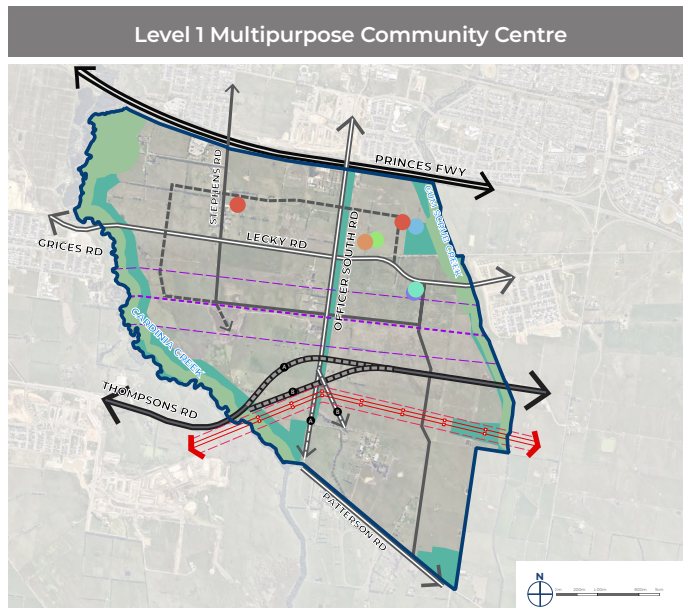 Level 1 Multipurpose Community Centre
PRINCES FWY
STEPHENS RD
GUM SCRUB CREEK
LECKY RD
GRICES RD
OFFICER SOUTH RD
CARDINIA CREEK
THOMPSONS RD
A
B
B
A
PATTERSON RD
N